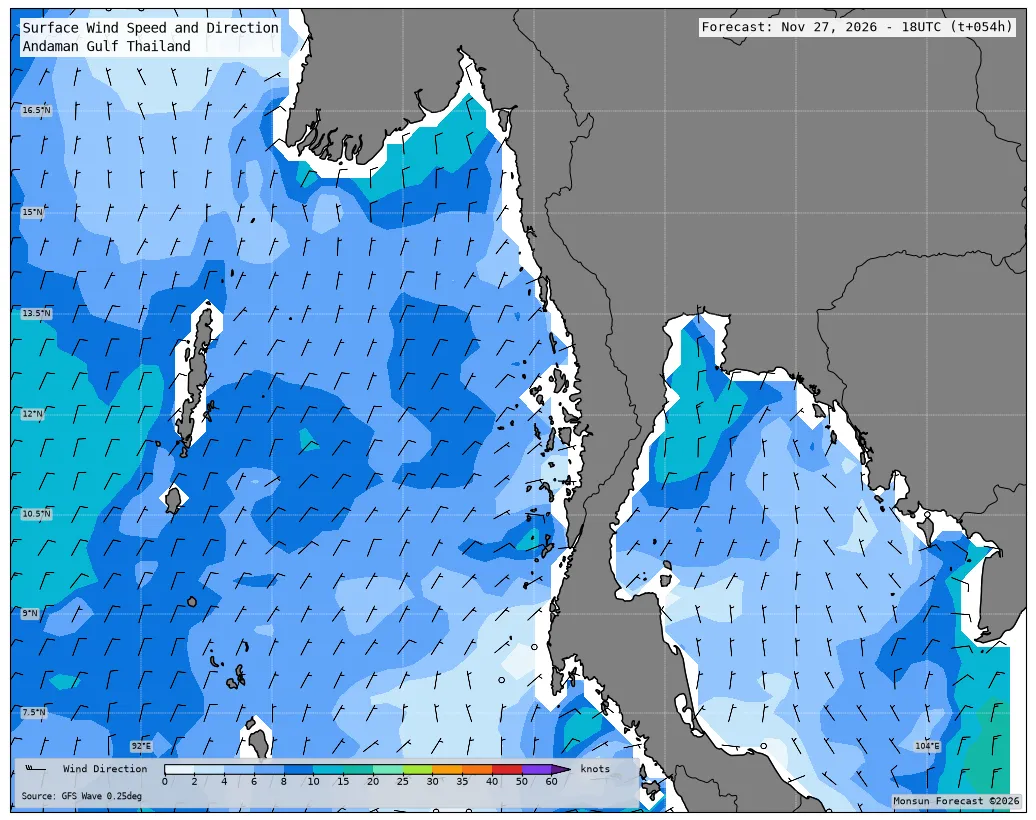 Surface Wind Speed and Direction
Andaman Gulf Thailand
Forecast: Nov 27, 2026 - 18UTC (t+054h)
16.5°N
15°N
13.5°N
12°N
10.5°N
9°N
7.5°N
92°E
104°E
Wind Direction
0 2 4 6 8 10 15 20 25 30 35 40 50 60 knots
Source: GFS Wave 0.25deg
Monsun Forecast ©2026